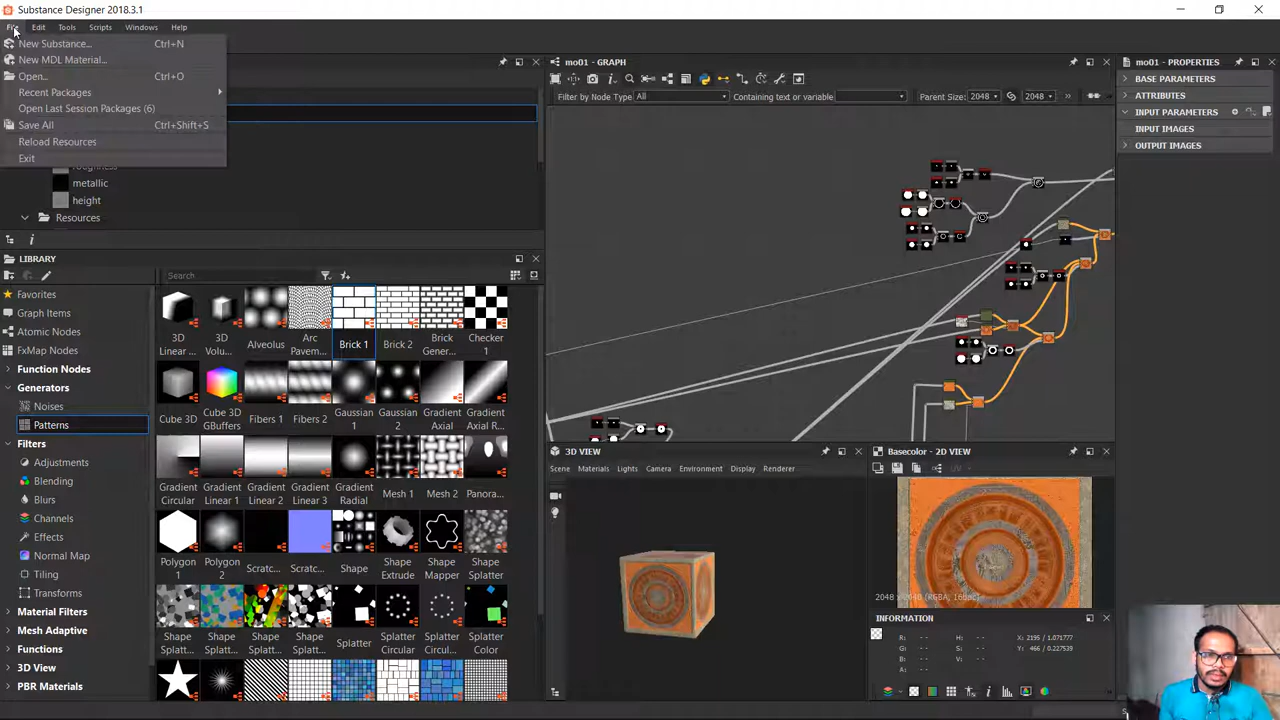 Substance Designer 2018.3.1
File Edit Tools Scripts Windows Help
New Substance... Ctrl+N
New MDL Material...
Open... Ctrl+O
Recent Packages
Open Last Session Packages (6)
Save All Ctrl+Shift+S
Reload Resources
Exit
metallic
height
Resources
LIBRARY
Search
Favorites
Graph Items
Atomic Nodes
FxMap Nodes
Function Nodes
Generators
Noises
Patterns
Filters
Adjustments
Blending
Blurs
Channels
Effects
Normal Map
Tiling
Transforms
Material Filters
Mesh Adaptive
Functions
3D View
PBR Materials
3D Linear ...
3D Volu...
Alveolus
Arc Pavem...
Brick 1
Brick 2
Brick Gener...
Checker 1
Cube 3D
Cube 3D GBuffers
Fibers 1
Fibers 2
Gaussian 1
Gaussian 2
Gradient Axial
Gradient Axial R...
Gradient Circular
Gradient Linear 1
Gradient Linear 2
Gradient Linear 3
Gradient Radial
Mesh 1
Mesh 2
Panora...
Polygon 1
Polygon 2
Scratc...
Scratc...
Shape
Shape Extrude
Shape Mapper
Shape Splatter
Shape Splat...
Shape Splat...
Shape Splat...
Shape Splat...
Splatter
Splatter Circular
Splatter Circu...
Splatter Color
mo01 - GRAPH
Filter by Node Type All Containing text or variable Parent Size: 2048 2048 »
3D VIEW
Scene Materials Lights Camera Environment Display Renderer
Basecolor - 2D VIEW
UV
INFORMATION
R: -- H: -- X: 2195 / 1.071777
G: -- S: -- Y: 466 / 0.227539
B: -- V: --
A: --
mo01 - PROPERTIES
BASE PARAMETERS
ATTRIBUTES
INPUT PARAMETERS
INPUT IMAGES
OUTPUT IMAGES